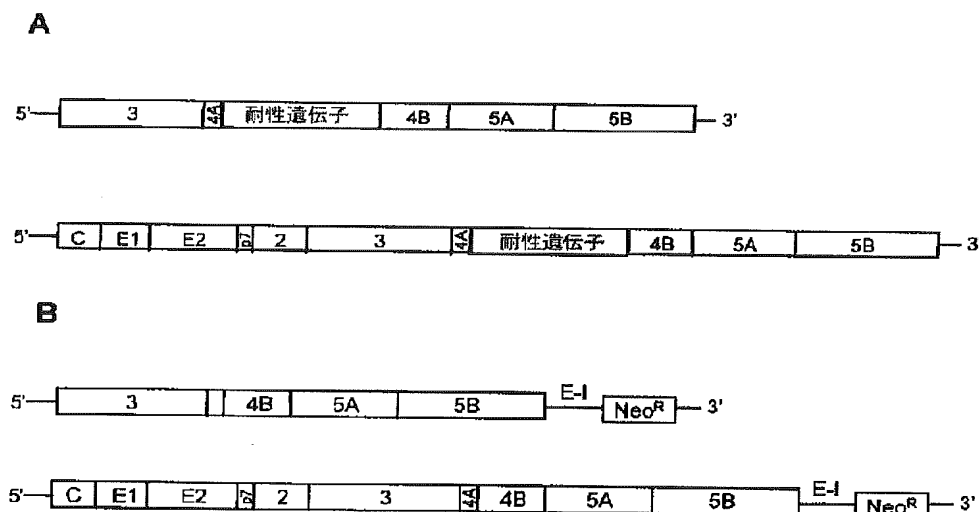 A
5' 3 4A 耐性遺伝子 4B 5A 5B 3'
5' C E1 E2 p7 2 3 4A 耐性遺伝子 4B 5A 5B 3
B
E-I
5' 3 4B 5A 5B Neo^R 3'
E-I
5' C E1 E2 p7 2 3 4A 4B 5A 5B Neo^R 3'